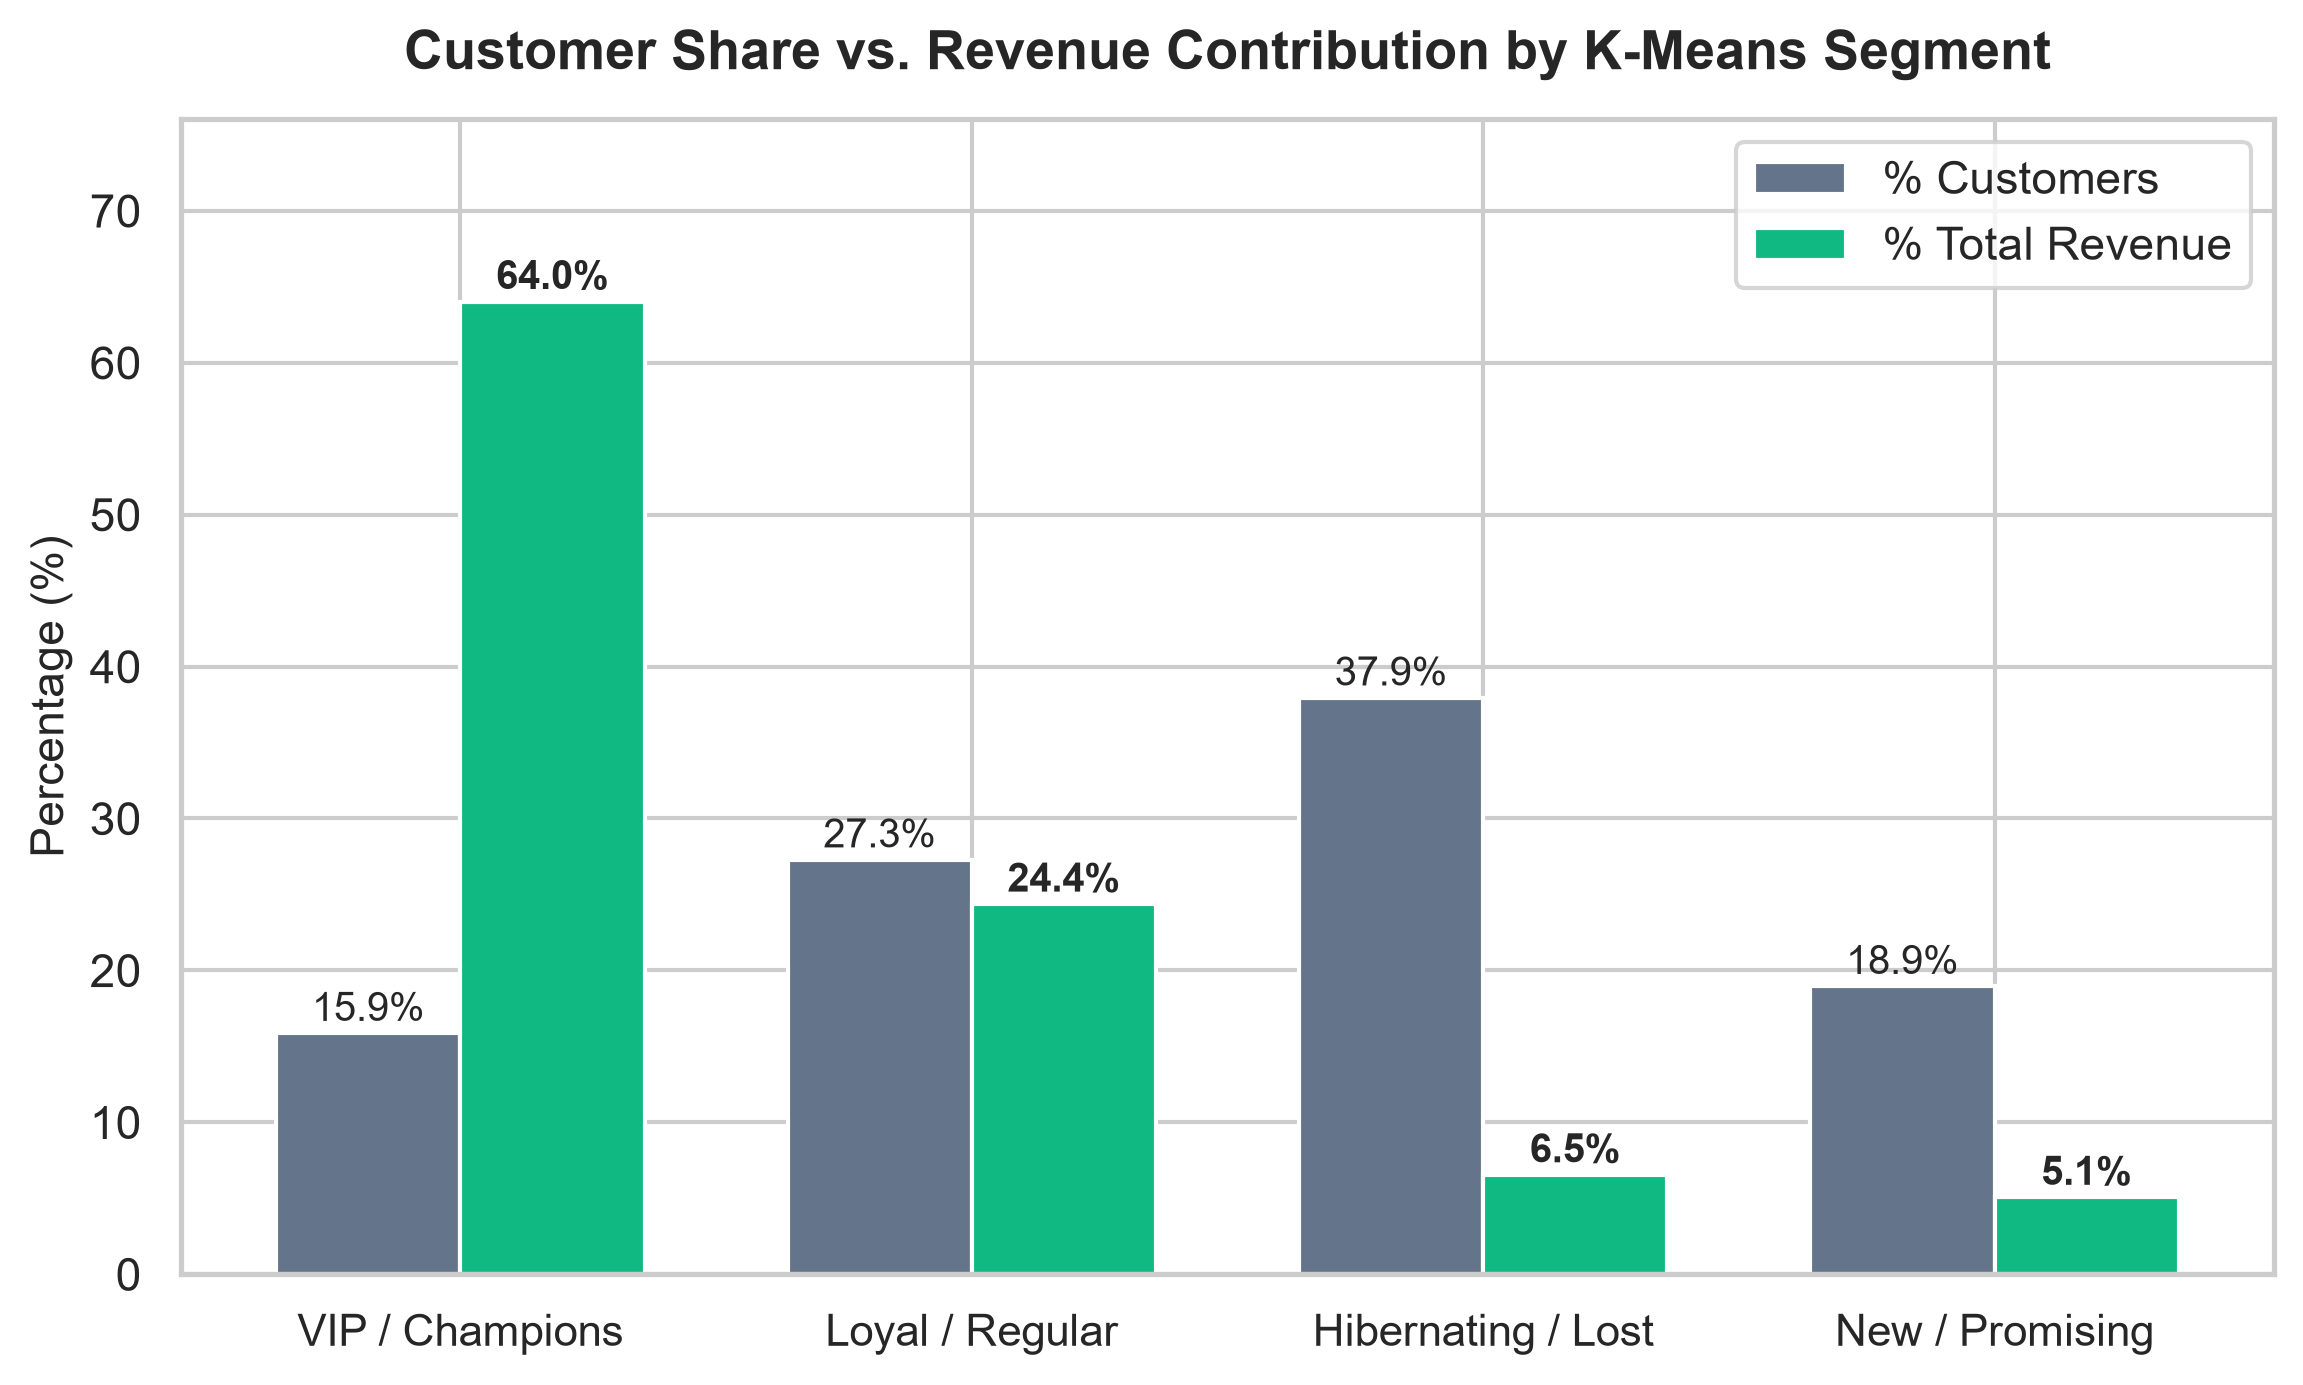 Customer Share vs. Revenue Contribution by K-Means Segment
% Customers
% Total Revenue
Percentage (%)
70
60
50
40
30
20
10
0
15.9%
64.0%
27.3%
24.4%
37.9%
6.5%
18.9%
5.1%
VIP / Champions
Loyal / Regular
Hibernating / Lost
New / Promising